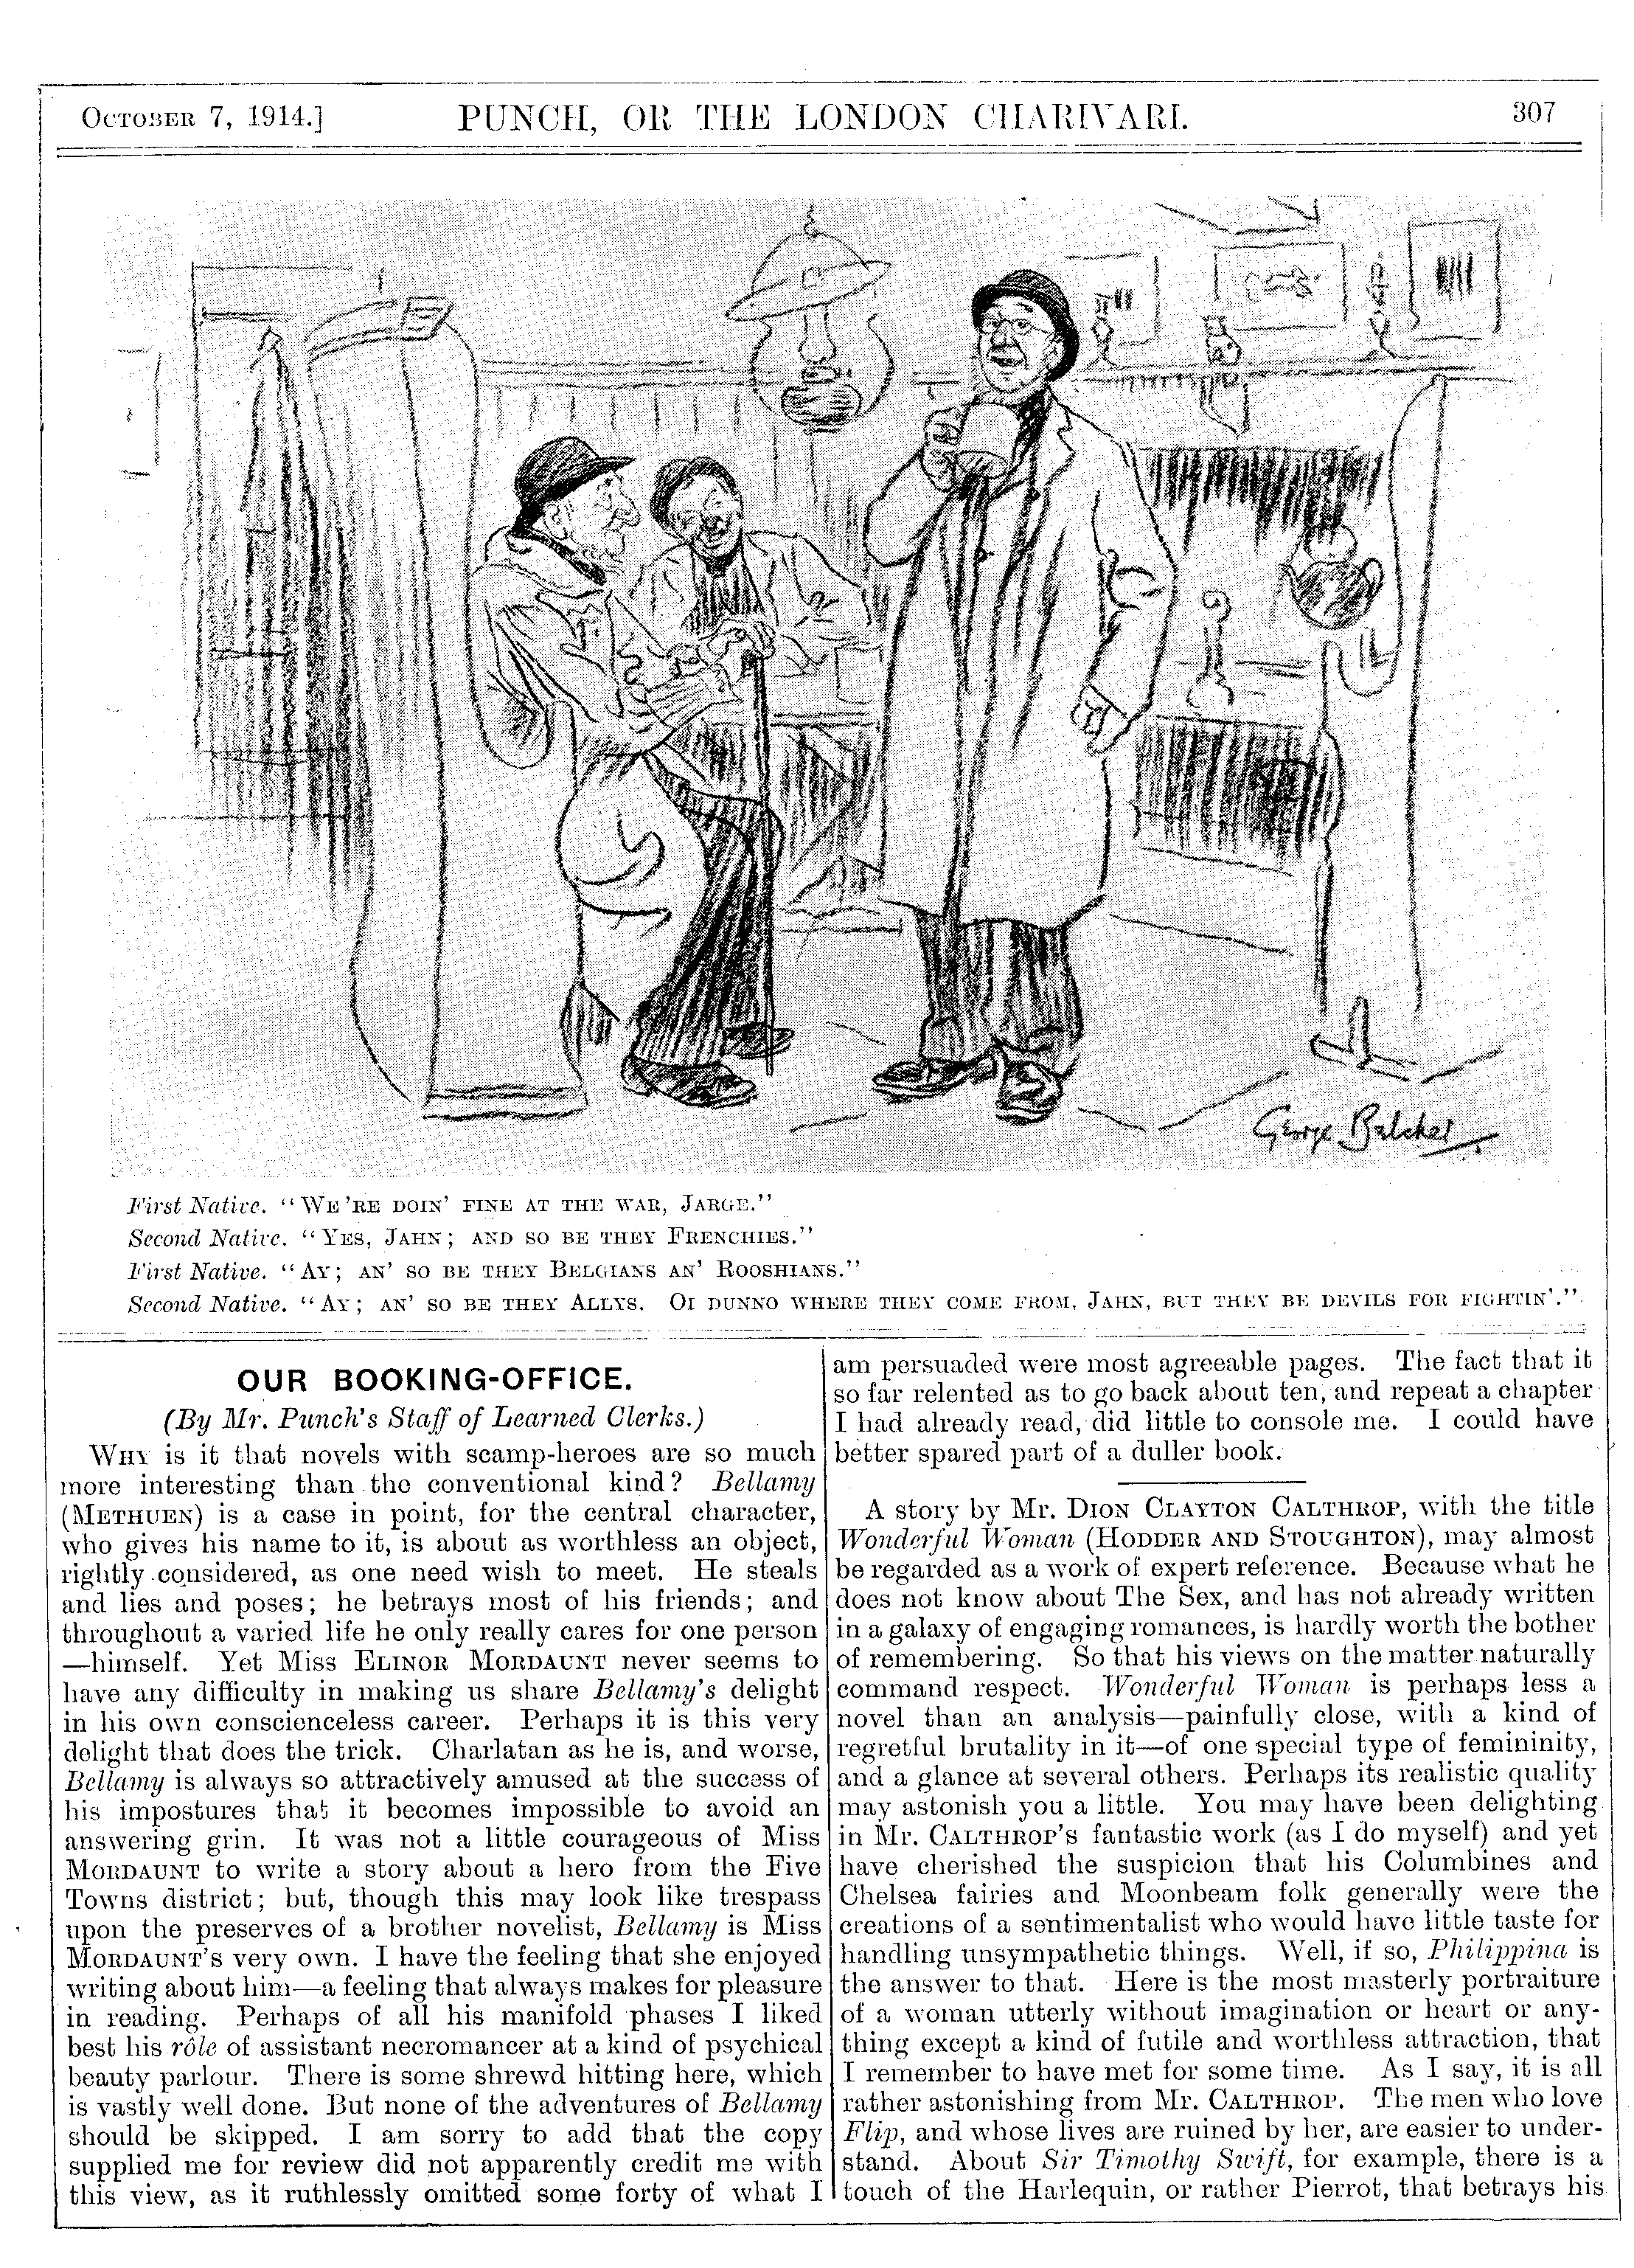 OCTOBER 7, 1914.] PUNCH, OR THE LONDON CHARIVARI. 307
George Belcher
First Native. "WE'RE DOIN' FINE AT THE WAR, JARGE."
Second Native. "YES, JAHN; AND SO BE THEY FRENCHIES."
First Native. "AY; AN' SO BE THEY BELGIANS AN' ROOSHIANS."
Second Native. "AY; AN' SO BE THEY ALLYS. OI DUNNO WHERE THEY COME FROM, JAHN, BUT THEY BE DEVILS FOR FIGHTIN'."
OUR BOOKING-OFFICE.
(By Mr. Punch's Staff of Learned Clerks.)
WHY is it that novels with scamp-heroes are so much
more interesting than the conventional kind? Bellamy
(METHUEN) is a case in point, for the central character,
who gives his name to it, is about as worthless an object,
rightly considered, as one need wish to meet. He steals
and lies and poses; he betrays most of his friends; and
throughout a varied life he only really cares for one person
—himself. Yet Miss ELINOR MORDAUNT never seems to
have any difficulty in making us share Bellamy's delight
in his own conscienceless career. Perhaps it is this very
delight that does the trick. Charlatan as he is, and worse,
Bellamy is always so attractively amused at the success of
his impostures that it becomes impossible to avoid an
answering grin. It was not a little courageous of Miss
MORDAUNT to write a story about a hero from the Five
Towns district; but, though this may look like trespass
upon the preserves of a brother novelist, Bellamy is Miss
MORDAUNT'S very own. I have the feeling that she enjoyed
writing about him—a feeling that always makes for pleasure
in reading. Perhaps of all his manifold phases I liked
best his rôle of assistant necromancer at a kind of psychical
beauty parlour. There is some shrewd hitting here, which
is vastly well done. But none of the adventures of Bellamy
should be skipped. I am sorry to add that the copy
supplied me for review did not apparently credit me with
this view, as it ruthlessly omitted some forty of what I
am persuaded were most agreeable pages. The fact that it
so far relented as to go back about ten, and repeat a chapter
I had already read, did little to console me. I could have
better spared part of a duller book.
A story by Mr. DION CLAYTON CALTHROP, with the title
Wonderful Woman (HODDER AND STOUGHTON), may almost
be regarded as a work of expert reference. Because what he
does not know about The Sex, and has not already written
in a galaxy of engaging romances, is hardly worth the bother
of remembering. So that his views on the matter naturally
command respect. Wonderful Woman is perhaps less a
novel than an analysis—painfully close, with a kind of
regretful brutality in it—of one special type of femininity,
and a glance at several others. Perhaps its realistic quality
may astonish you a little. You may have been delighting
in Mr. CALTHROP'S fantastic work (as I do myself) and yet
have cherished the suspicion that his Columbines and
Chelsea fairies and Moonbeam folk generally were the
creations of a sentimentalist who would have little taste for
handling unsympathetic things. Well, if so, Philippina is
the answer to that. Here is the most masterly portraiture
of a woman utterly without imagination or heart or any-
thing except a kind of futile and worthless attraction, that
I remember to have met for some time. As I say, it is all
rather astonishing from Mr. CALTHROP. The men who love
Flip, and whose lives are ruined by her, are easier to under-
stand. About Sir Timothy Swift, for example, there is a
touch of the Harlequin, or rather Pierrot, that betrays his